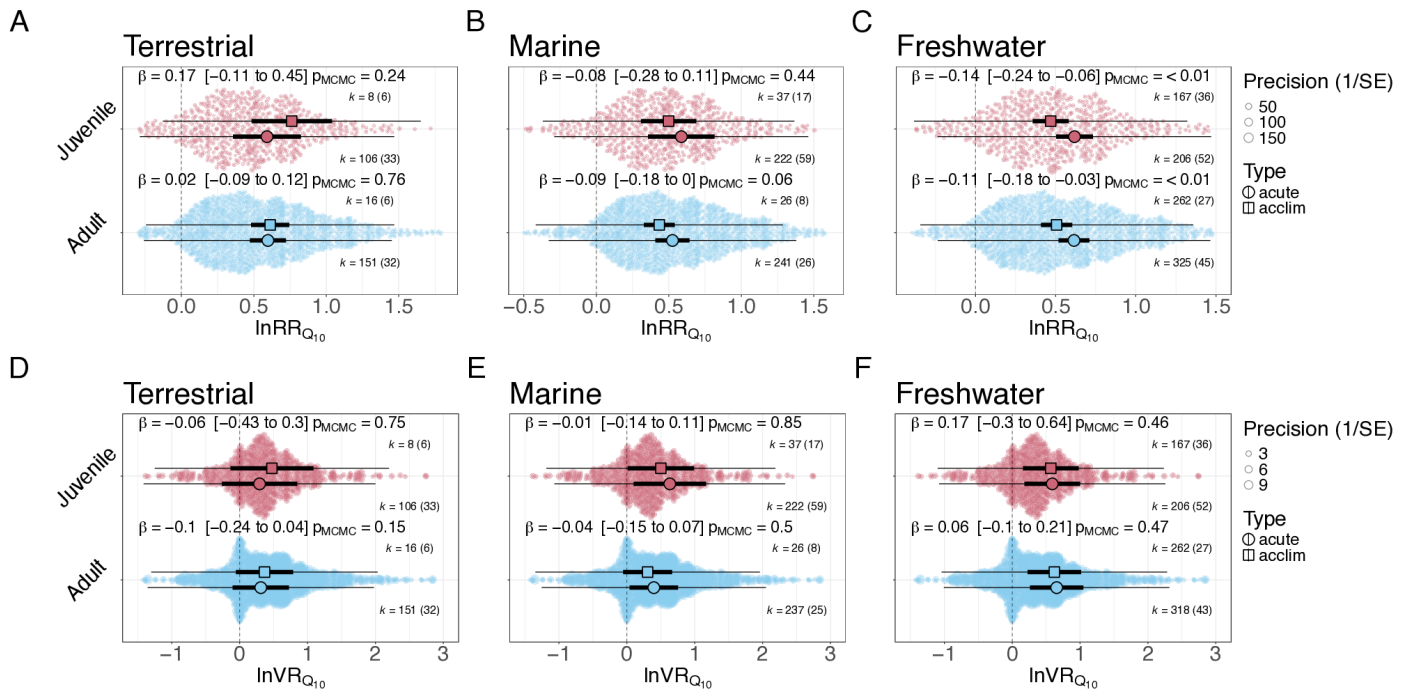 A
B
C
Terrestrial
Marine
Freshwater
β = 0.17 [−0.11 to 0.45] pMCMC = 0.24
k = 8 (6)
k = 106 (33)
β = 0.02 [−0.09 to 0.12] pMCMC = 0.76
k = 16 (6)
k = 151 (32)
Juvenile
Adult
0.0 0.5 1.0 1.5
lnRRQ10
β = −0.08 [−0.28 to 0.11] pMCMC = 0.44
k = 37 (17)
k = 222 (59)
β = −0.09 [−0.18 to 0] pMCMC = 0.06
k = 26 (8)
k = 241 (26)
−0.5 0.0 0.5 1.0 1.5
lnRRQ10
β = −0.14 [−0.24 to −0.06] pMCMC = < 0.01
k = 167 (36)
k = 206 (52)
β = −0.11 [−0.18 to −0.03] pMCMC = < 0.01
k = 262 (27)
k = 325 (45)
0.0 0.5 1.0 1.5
lnRRQ10
Precision (1/SE)
50
100
150
Type
acute
acclim
D
E
F
Terrestrial
Marine
Freshwater
β = −0.06 [−0.43 to 0.3] pMCMC = 0.75
k = 8 (6)
k = 106 (33)
β = −0.1 [−0.24 to 0.04] pMCMC = 0.15
k = 16 (6)
k = 151 (32)
Juvenile
Adult
−1 0 1 2 3
lnVRQ10
β = −0.01 [−0.14 to 0.11] pMCMC = 0.85
k = 37 (17)
k = 222 (59)
β = −0.04 [−0.15 to 0.07] pMCMC = 0.5
k = 26 (8)
k = 237 (25)
−1 0 1 2 3
lnVRQ10
β = 0.17 [−0.3 to 0.64] pMCMC = 0.46
k = 167 (36)
k = 206 (52)
β = 0.06 [−0.1 to 0.21] pMCMC = 0.47
k = 262 (27)
k = 318 (43)
−1 0 1 2 3
lnVRQ10
Precision (1/SE)
3
6
9
Type
acute
acclim